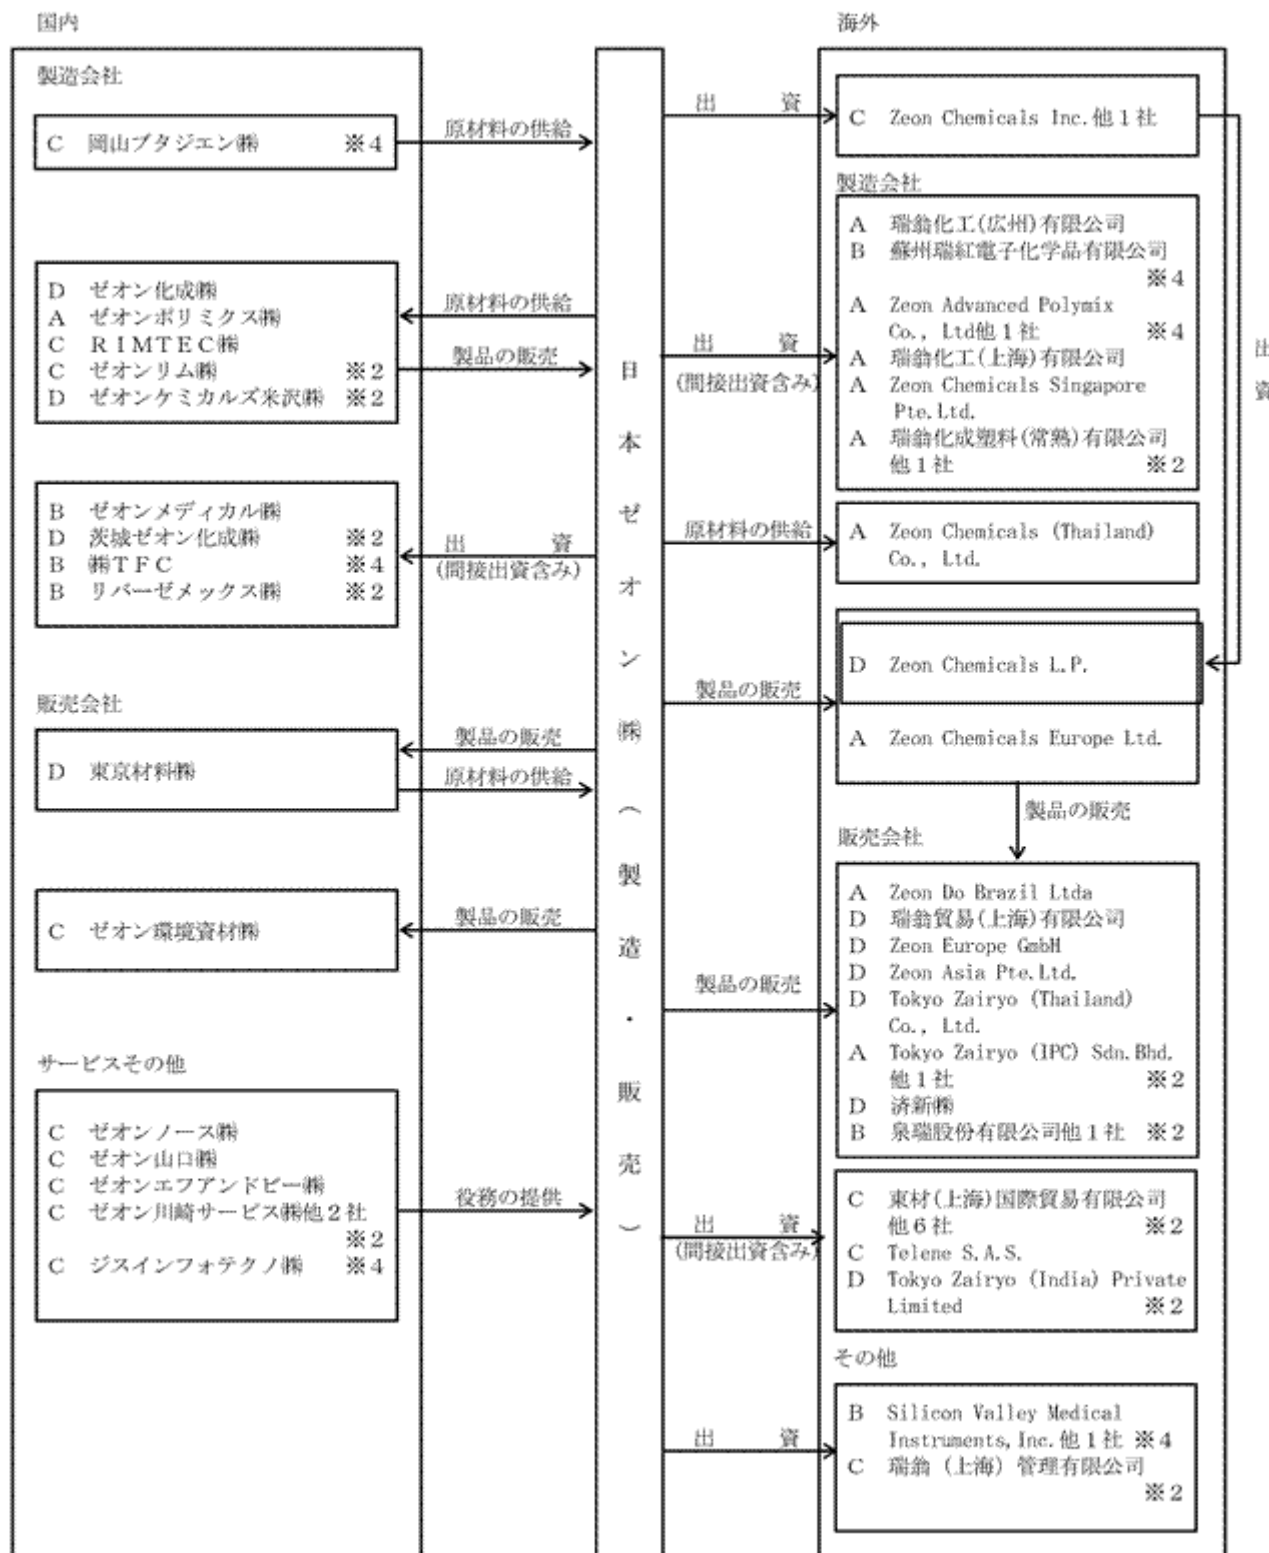 国内
製造会社
C 岡山ブタジエン㈱ ※4
原材料の供給
D ゼオン化成㈱
A ゼオンポリミクス㈱
C RIMTEC㈱
C ゼオンリム㈱ ※2
D ゼオンケミカルズ米沢㈱ ※2
原材料の供給
製品の販売
B ゼオンメディカル㈱
D 茨城ゼオン化成㈱ ※2
B ㈱TFC ※4
B リバーゼメックス㈱ ※2
出資
(間接出資含み)
販売会社
D 東京材料㈱
製品の販売
原材料の供給
C ゼオン環境資材㈱
製品の販売
サービスその他
C ゼオンノース㈱
C ゼオン山口㈱
C ゼオンエフアンドビー㈱
C ゼオン川崎サービス㈱他2社
※2
C ジスインフォテクノ㈱ ※4
役務の提供
日本ゼオン㈱(製造・販売)
海外
出資
C Zeon Chemicals Inc.他1社
製造会社
A 瑞翁化工(広州)有限公司
B 蘇州瑞紅電子化学品有限公司
※4
A Zeon Advanced Polymix
Co., Ltd他1社 ※4
A 瑞翁化工(上海)有限公司
A Zeon Chemicals Singapore
Pte.Ltd.
A 瑞翁化成塑料(常熟)有限公司
他1社 ※2
出資
(間接出資含み)
出資
原材料の供給
A Zeon Chemicals (Thailand)
Co., Ltd.
D Zeon Chemicals L.P.
製品の販売
A Zeon Chemicals Europe Ltd.
製品の販売
販売会社
A Zeon Do Brazil Ltda
D 瑞翁貿易(上海)有限公司
D Zeon Europe GmbH
D Zeon Asia Pte.Ltd.
D Tokyo Zairyo (Thailand)
Co., Ltd.
A Tokyo Zairyo (IPC) Sdn.Bhd.
他1社 ※2
D 済新㈱
B 泉瑞股份有限公司他1社 ※2
製品の販売
C 東材(上海)国際貿易有限公司
他6社 ※2
C Telene S.A.S.
D Tokyo Zairyo (India) Private
Limited ※2
出資
(間接出資含み)
その他
B Silicon Valley Medical
Instruments,Inc.他1社 ※4
C 瑞翁(上海)管理有限公司
※2
出資